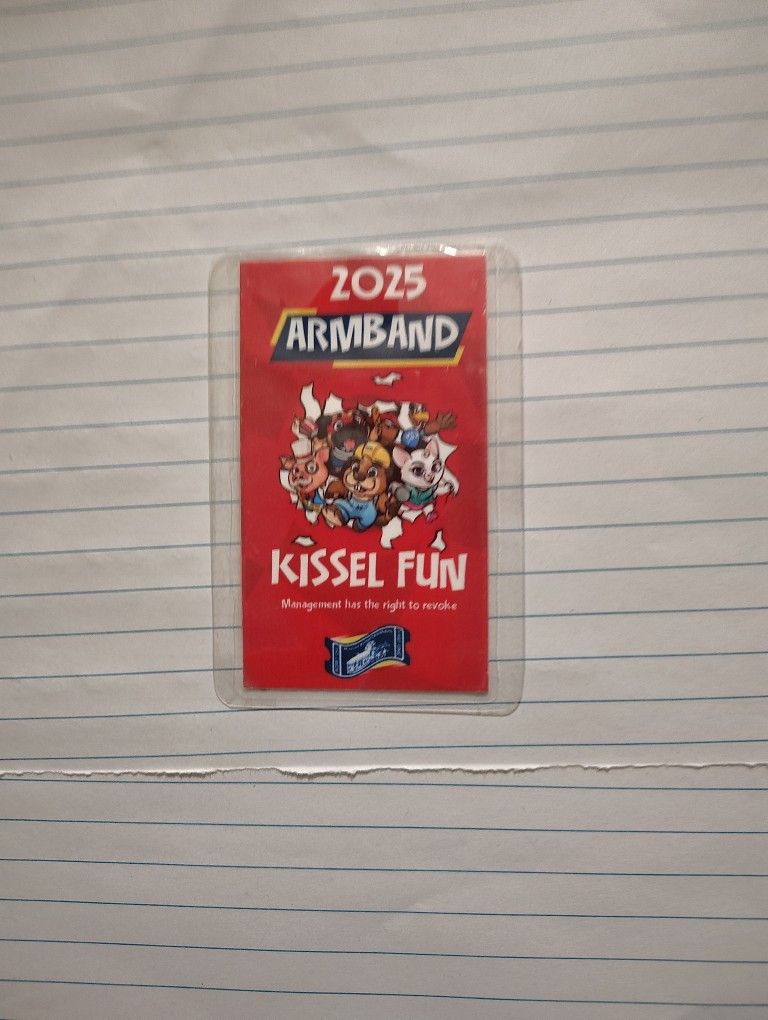 2025
ARMBAND
KISSEL FUN
Management has the right to revoke